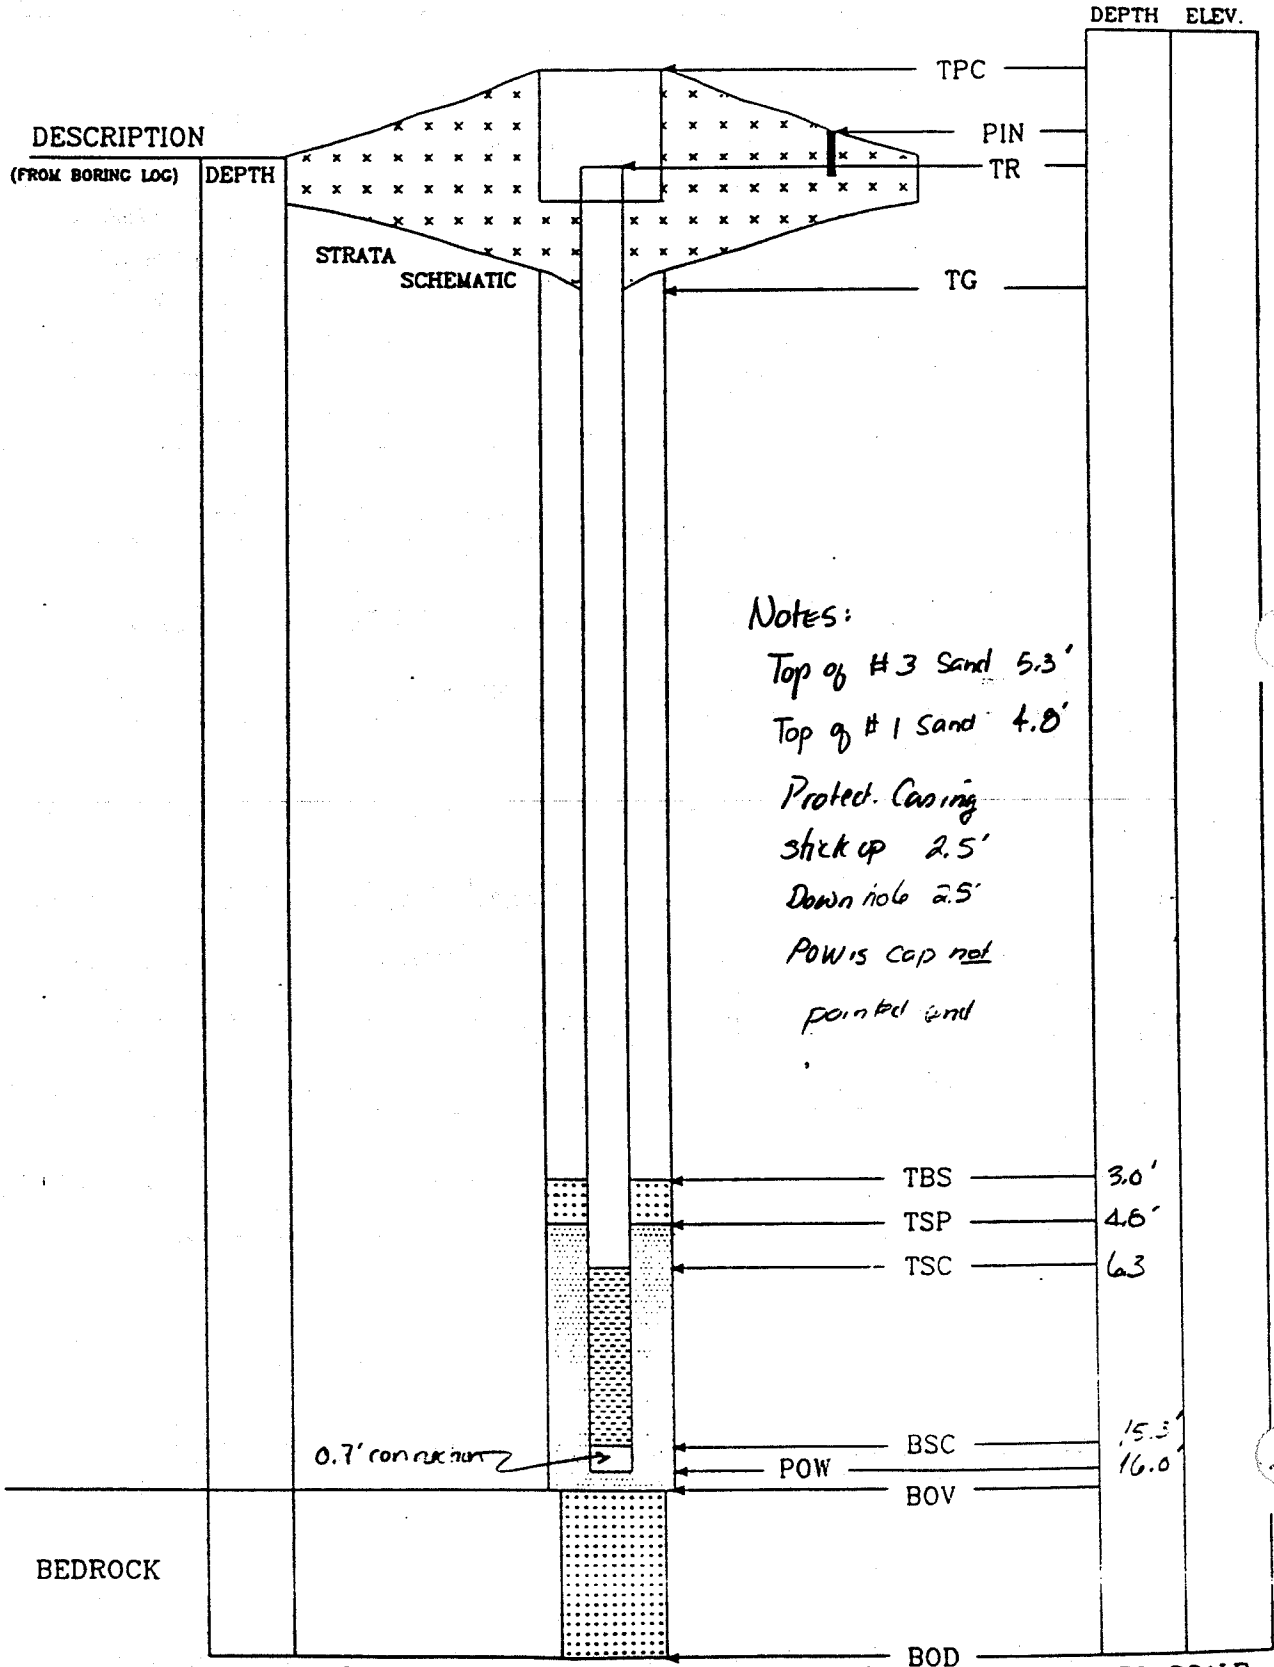 DEPTH ELEV.
TPC
DESCRIPTION
PIN
(FROM BORING LOG) DEPTH
TR
STRATA
SCHEMATIC
TG
Notes:
Top of #3 Sand 5.3'
Top of #1 Sand 4.8'
Protect. Casing
stick up 2.5'
Down hole 2.5'
POW is cap not
pointed end
TBS 3.0'
TSP 4.8'
TSC 6.3
BSC 15.3'
0.7' connection
POW 16.0'
BOV
BEDROCK
BOD